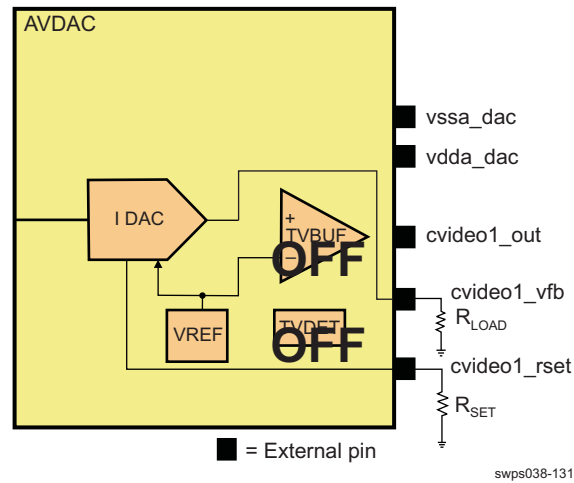 AVDAC
vssa_dac
vdda_dac
I DAC
+
TVBUF
–
OFF
cvideo1_out
cvideo1_vfb
RLOAD
VREF
TVDET
OFF
cvideo1_rset
RSET
= External pin
swps038-131